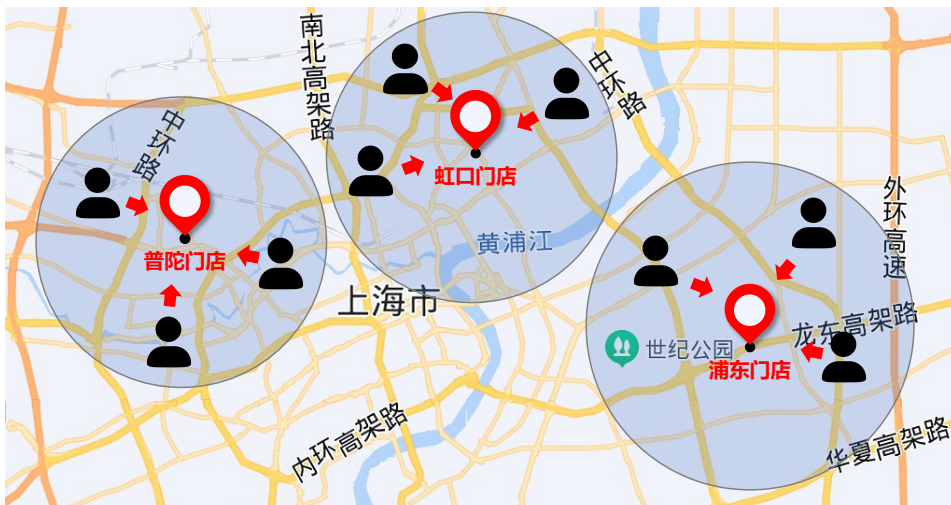 南北高架路
中环路
中环路
虹口门店
外环高速
黄浦江
普陀门店
上海市
龙东高架路
世纪公园
浦东门店
内环高架路
华夏高架路